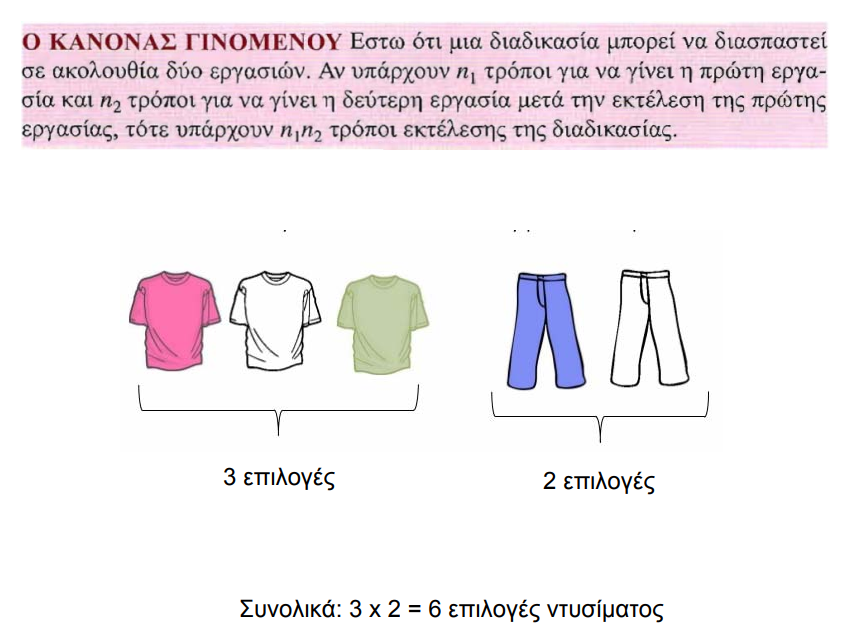 Ο ΚΑΝΟΝΑΣ ΓΙΝΟΜΕΝΟΥ Εστω ότι μια διαδικασία μπορεί να διασπαστεί
σε ακολουθία δύο εργασιών. Αν υπάρχουν n₁ τρόποι για να γίνει η πρώτη εργα-
σία και n₂ τρόποι για να γίνει η δεύτερη εργασία μετά την εκτέλεση της πρώτης
εργασίας, τότε υπάρχουν n₁n₂ τρόποι εκτέλεσης της διαδικασίας.
3 επιλογές
2 επιλογές
Συνολικά: 3 x 2 = 6 επιλογές ντυσίματος